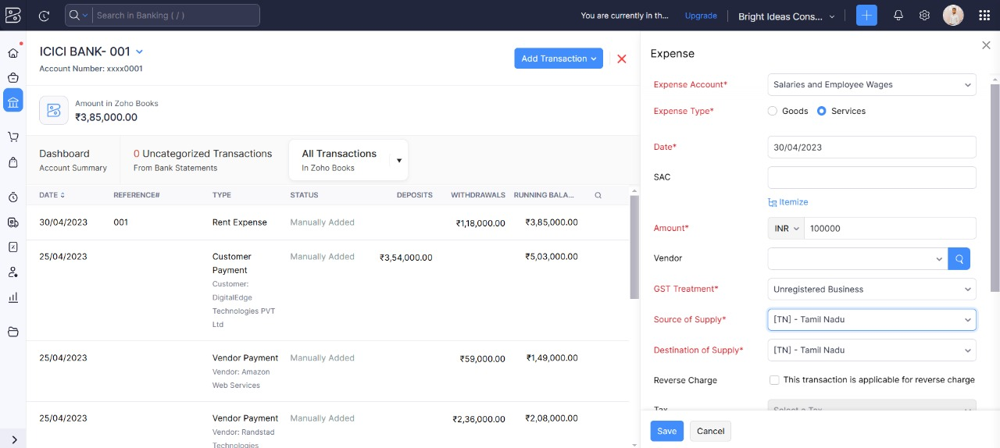 Search in Banking ( / )
You are currently in th...
Upgrade
Bright Ideas Cons...
ICICI BANK- 001
Account Number: xxxx0001
Add Transaction
Amount in Zoho Books
₹3,85,000.00
Dashboard
Account Summary
0 Uncategorized Transactions
From Bank Statements
All Transactions
In Zoho Books
DATE REFERENCE# TYPE STATUS DEPOSITS WITHDRAWALS RUNNING BALA...
30/04/2023 001 Rent Expense Manually Added ₹1,18,000.00 ₹3,85,000.00
25/04/2023 Customer Manually Added ₹3,54,000.00 ₹5,03,000.00
Payment
Customer:
DigitalEdge
Technologies PVT
Ltd
25/04/2023 Vendor Payment Manually Added ₹59,000.00 ₹1,49,000.00
Vendor: Amazon
Web Services
25/04/2023 Vendor Payment Manually Added ₹2,36,000.00 ₹2,08,000.00
Vendor: Randstad
Technologies
Expense
Expense Account* Salaries and Employee Wages
Expense Type* Goods Services
Date* 30/04/2023
SAC
Itemize
Amount* INR 100000
Vendor
GST Treatment* Unregistered Business
Source of Supply* [TN] - Tamil Nadu
Destination of Supply* [TN] - Tamil Nadu
Reverse Charge This transaction is applicable for reverse charge
Tax Select a Tax
Save Cancel